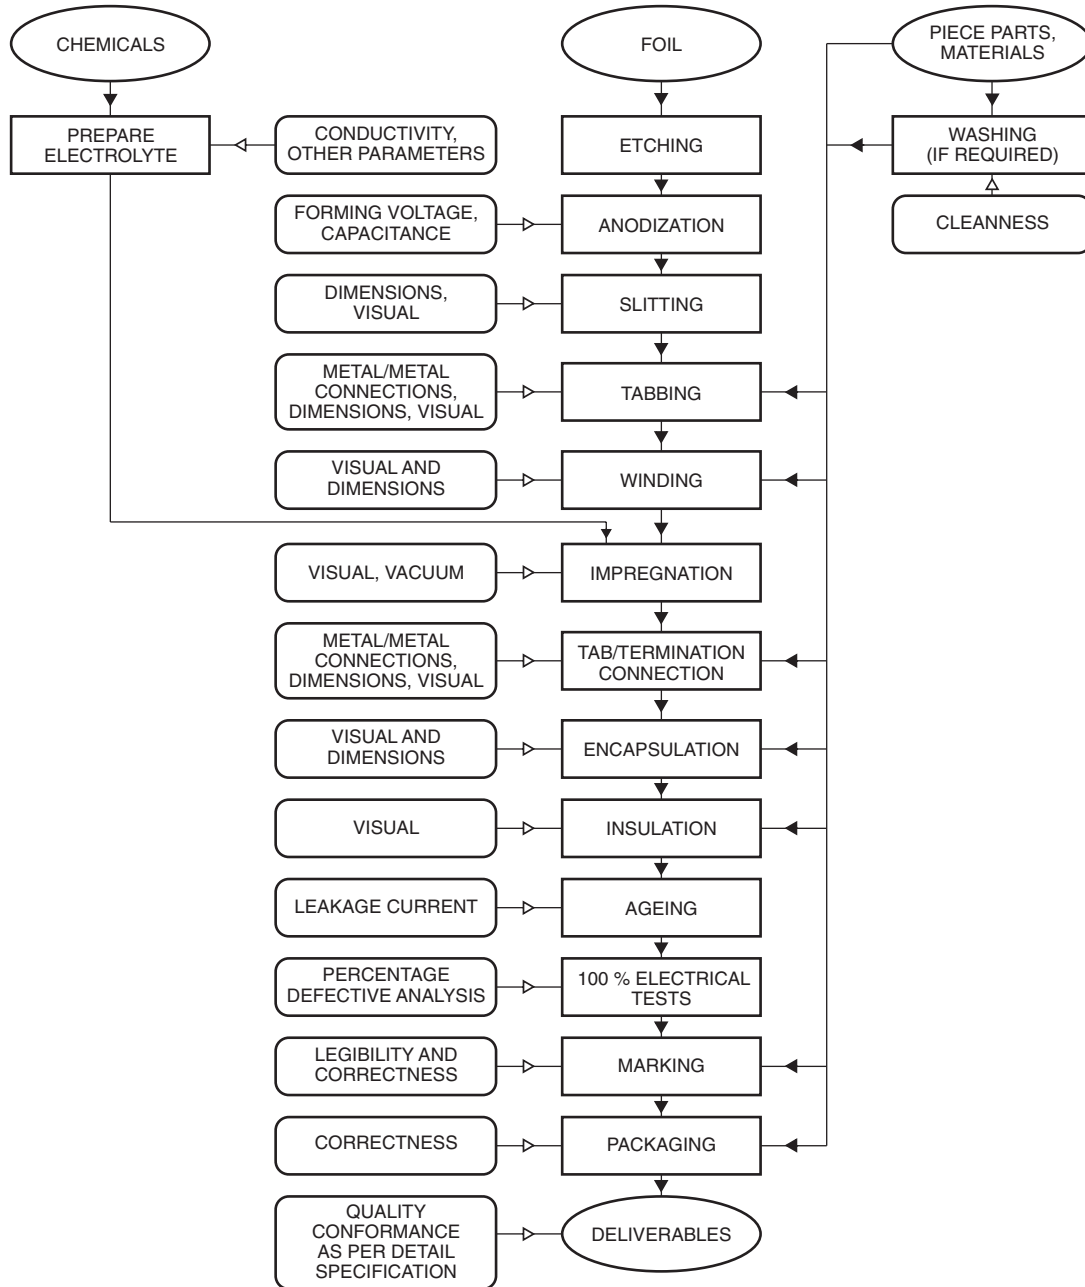 CHEMICALS
FOIL
PIECE PARTS,
MATERIALS
PREPARE
ELECTROLYTE
CONDUCTIVITY,
OTHER PARAMETERS
ETCHING
WASHING
(IF REQUIRED)
FORMING VOLTAGE,
CAPACITANCE
ANODIZATION
CLEANNESS
DIMENSIONS,
VISUAL
SLITTING
METAL/METAL
CONNECTIONS,
DIMENSIONS, VISUAL
TABBING
VISUAL AND
DIMENSIONS
WINDING
VISUAL, VACUUM
IMPREGNATION
METAL/METAL
CONNECTIONS,
DIMENSIONS, VISUAL
TAB/TERMINATION
CONNECTION
VISUAL AND
DIMENSIONS
ENCAPSULATION
VISUAL
INSULATION
LEAKAGE CURRENT
AGEING
PERCENTAGE
DEFECTIVE ANALYSIS
100 % ELECTRICAL
TESTS
LEGIBILITY AND
CORRECTNESS
MARKING
CORRECTNESS
PACKAGING
QUALITY
CONFORMANCE
AS PER DETAIL
SPECIFICATION
DELIVERABLES